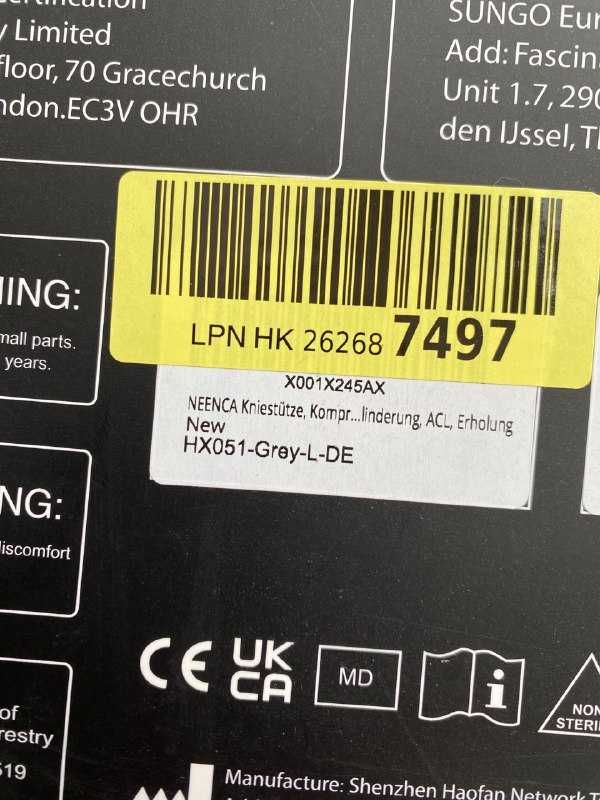 y Limited
floor, 70 Gracechurch
ndon.EC3V OHR
SUNGO Eur
Add: Fascin
Unit 1.7, 290
den IJssel, T
LPN HK 26268 7497
X001X245AX
NEENCA Kniestütze, Kompr...linderung, ACL, Erholung
New
HX051-Grey-L-DE
ING:
mall parts.
years.
NG:
discomfort
of
restry
519
CE
UK
CA
MD
i
NON
STERI
Manufacture: Shenzhen Haofan Network T